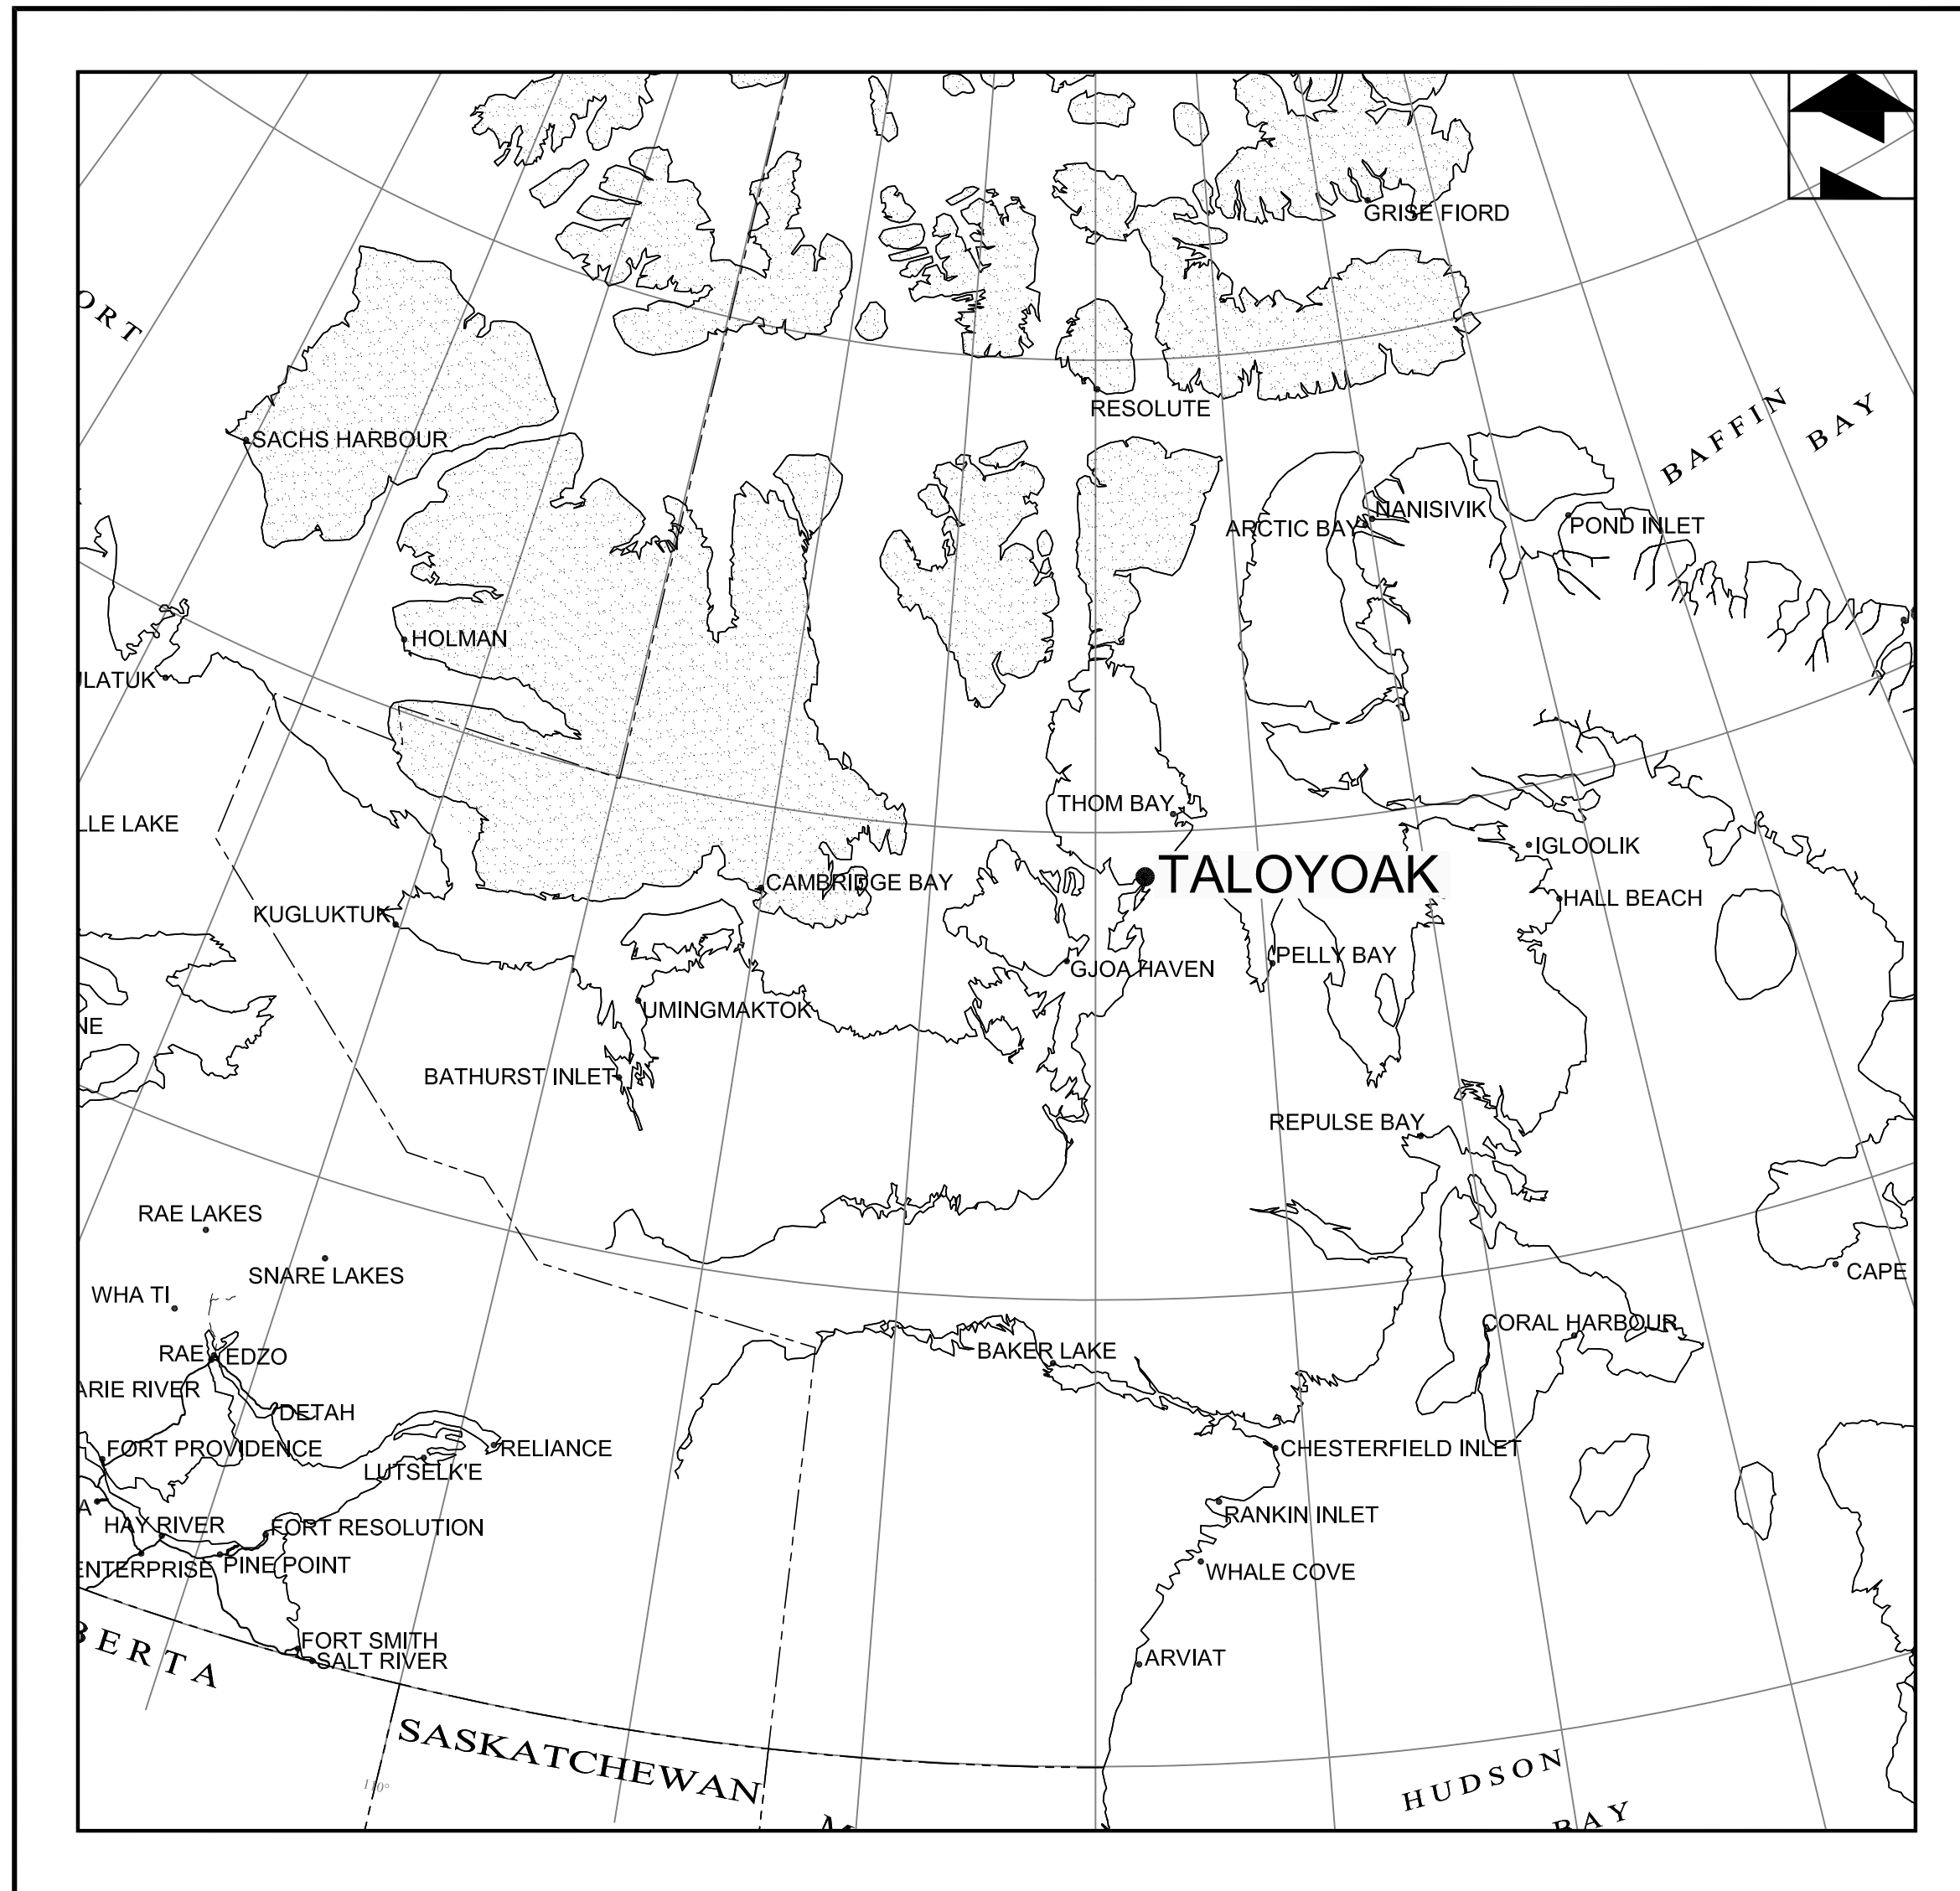 GRISE FIORD
ORT
RESOLUTE
BAFFIN
BAY
SACHS HARBOUR
NANISIVIK
ARCTIC BAY
POND INLET
HOLMAN
ULATUK
THOM BAY
LLE LAKE
IGLOOLIK
TALOYOAK
CAMBRIDGE BAY
HALL BEACH
KUGLUKTUK
PELLY BAY
GJOA HAVEN
UMINGMAKTOK
NE
BATHURST INLET
REPULSE BAY
RAE LAKES
SNARE LAKES
CAPE
WHA TI
CORAL HARBOUR
BAKER LAKE
RAE
EDZO
ARIE RIVER
DETAH
FORT PROVIDENCE
RELIANCE
CHESTERFIELD INLET
LUTSELK'E
A
RANKIN INLET
HAY RIVER
FORT RESOLUTION
ENTERPRISE
PINE POINT
WHALE COVE
BERTA
FORT SMITH
SALT RIVER
ARVIAT
SASKATCHEWAN
110°
HUDSON
BAY